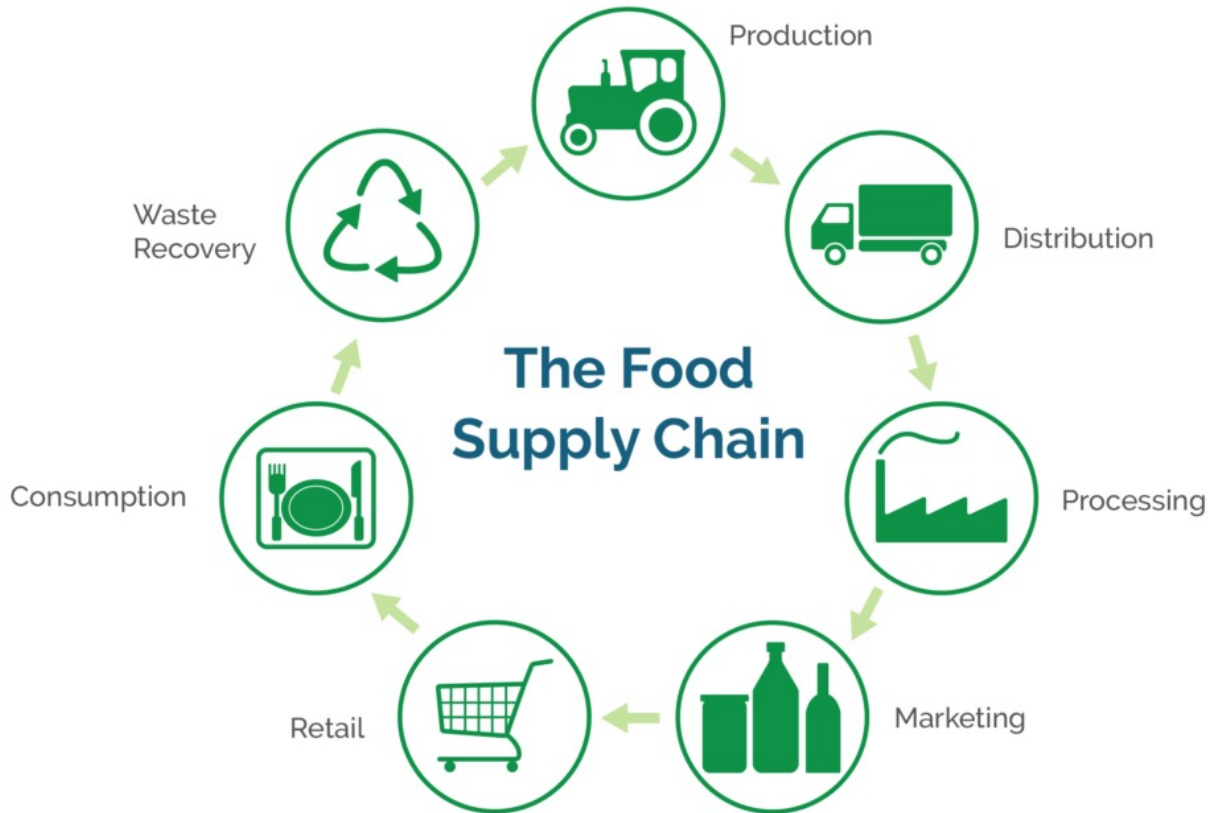 Production
Distribution
Processing
Marketing
Retail
Consumption
Waste
Recovery
The Food
Supply Chain